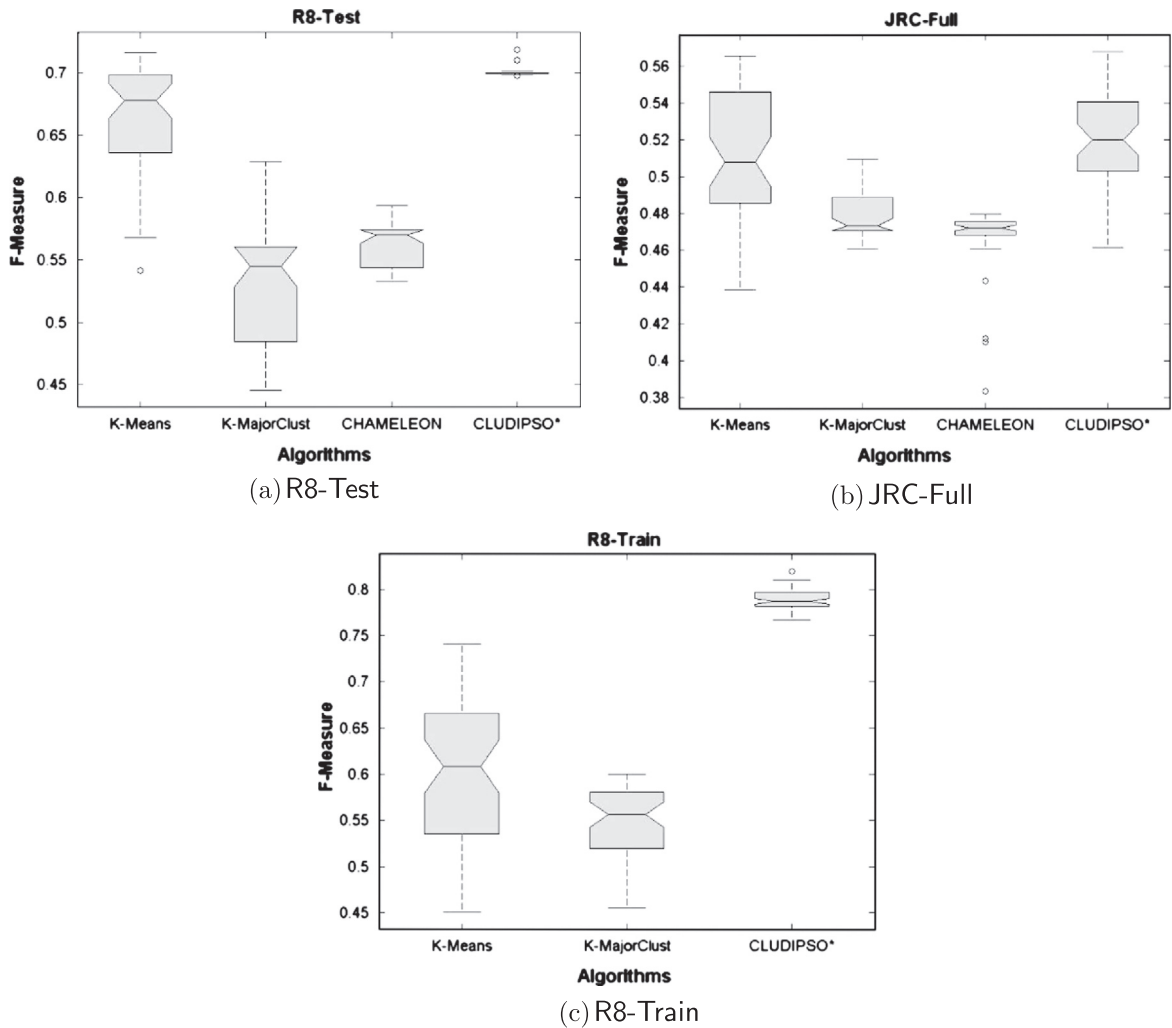 R8-Test
F-Measure
0.7
0.65
0.6
0.55
0.5
0.45
K-Means K-MajorClust CHAMELEON CLUDIPSO*
Algorithms
(a) R8-Test
JRC-Full
F-Measure
0.56
0.54
0.52
0.5
0.48
0.46
0.44
0.42
0.4
0.38
K-Means K-MajorClust CHAMELEON CLUDIPSO*
Algorithms
(b) JRC-Full
R8-Train
F-Measure
0.8
0.75
0.7
0.65
0.6
0.55
0.5
0.45
K-Means K-MajorClust CLUDIPSO*
Algorithms
(c) R8-Train